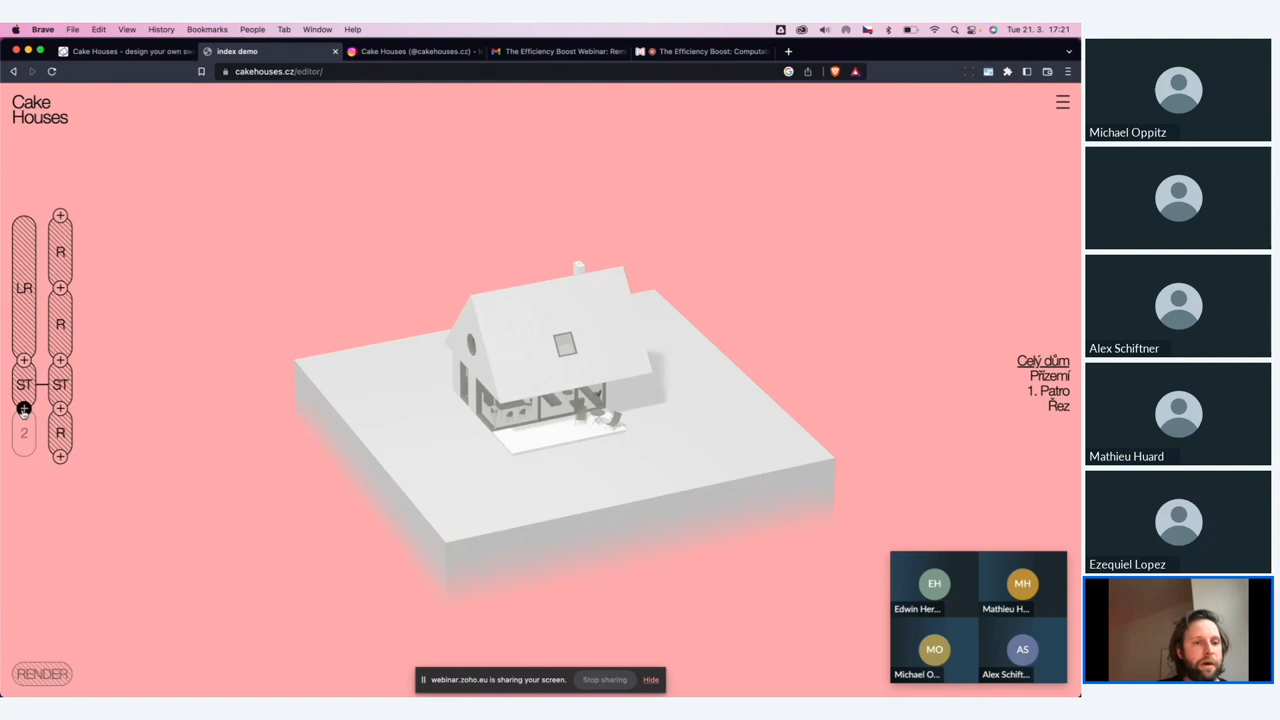 Brave File Edit View History Bookmarks People Tab Window Help
Tue 21. 3. 17:21
Cake Houses - design your own sw
index demo
Cake Houses (@cakehouses.cz) • In
The Efficiency Boost Webinar: Remi
The Efficiency Boost: Computat
cakehouses.cz/editor/
Cake
Houses
LR
R
R
ST
ST
2
R
Celý dům
Přízemí
1. Patro
Řez
RENDER
webinar.zoho.eu is sharing your screen.
Stop sharing
Hide
EH
Edwin Her...
MH
Mathieu H...
MO
Michael O...
AS
Alex Schift...
Michael Oppitz
Alex Schiftner
Mathieu Huard
Ezequiel Lopez